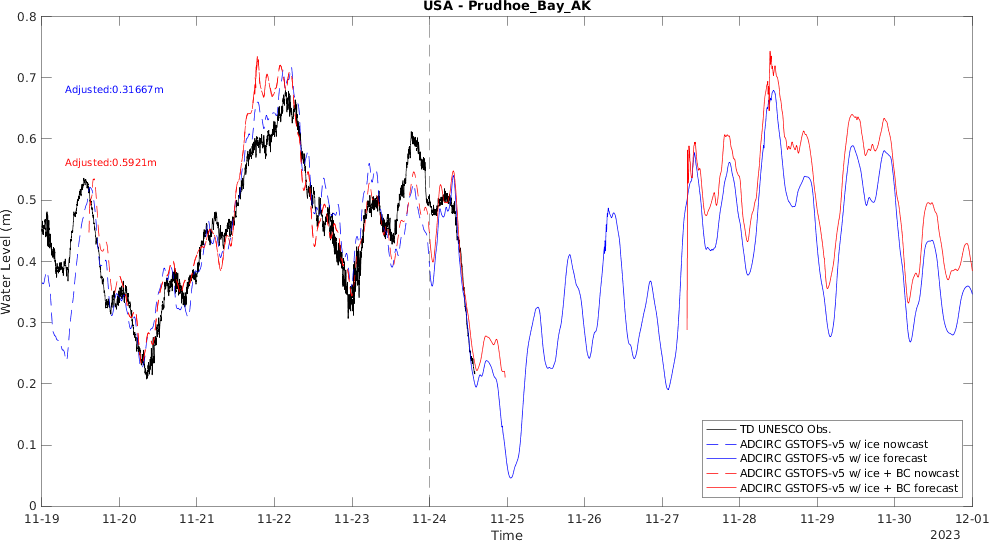 USA - Prudhoe_Bay_AK
0.8
0.7
0.6
0.5
0.4
0.3
0.2
0.1
0
Water Level (m)
Adjusted:0.31667m
Adjusted:0.5921m
TD UNESCO Obs.
ADCIRC GSTOFS-v5 w/ ice nowcast
ADCIRC GSTOFS-v5 w/ ice forecast
ADCIRC GSTOFS-v5 w/ ice + BC nowcast
ADCIRC GSTOFS-v5 w/ ice + BC forecast
11-19 11-20 11-21 11-22 11-23 11-24 11-25 11-26 11-27 11-28 11-29 11-30 12-01
Time
2023